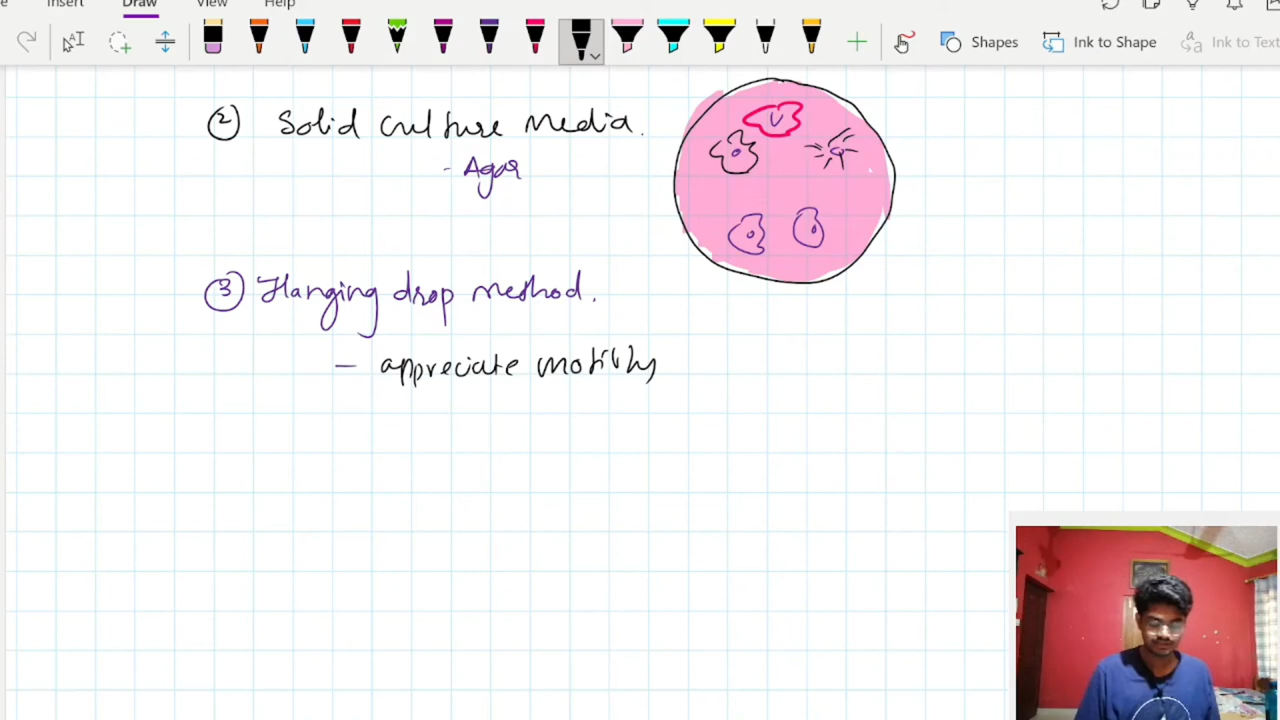 Insert Draw View Help
Shapes Ink to Shape Ink to Text
② Solid culture media.
- Agar
③ Hanging drop method.
— appreciate motility